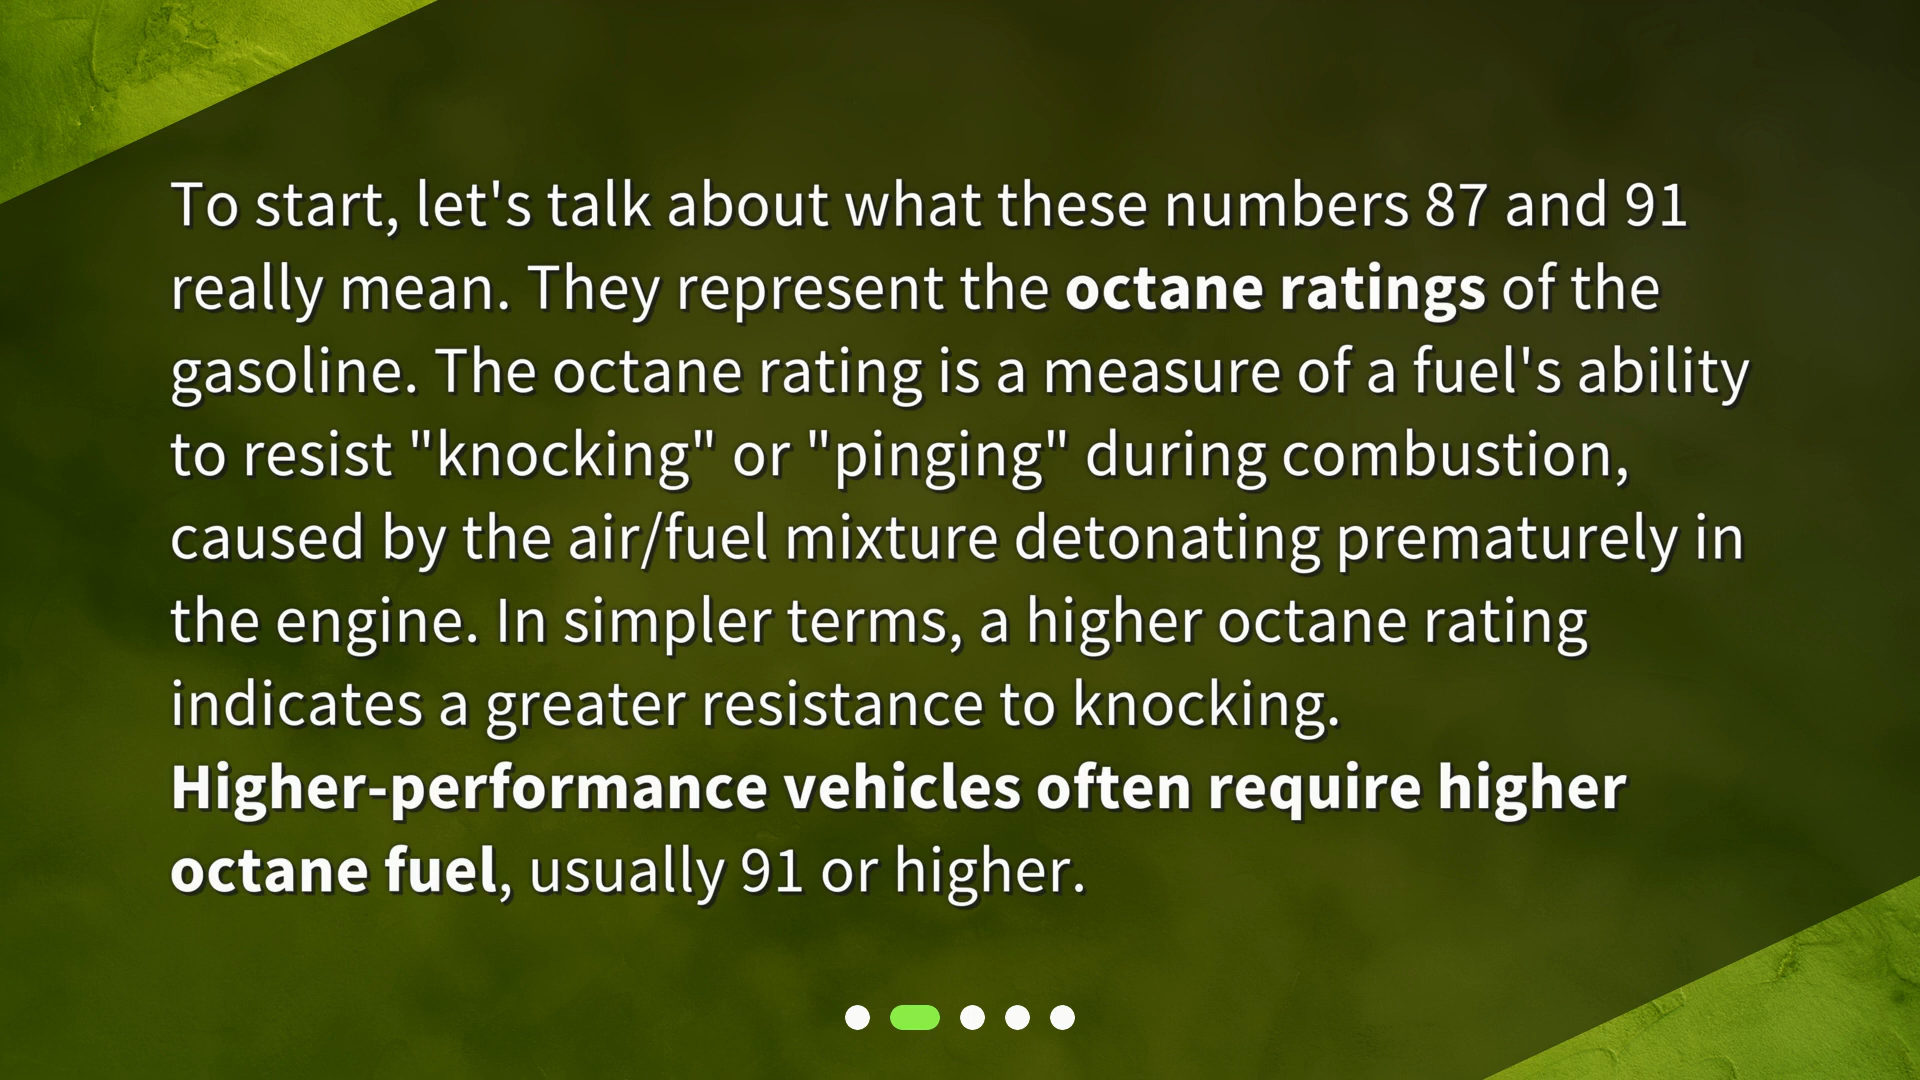 To start, let's talk about what these numbers 87 and 91
really mean. They represent the octane ratings of the
gasoline. The octane rating is a measure of a fuel's ability
to resist "knocking" or "pinging" during combustion,
caused by the air/fuel mixture detonating prematurely in
the engine. In simpler terms, a higher octane rating
indicates a greater resistance to knocking.
Higher-performance vehicles often require higher
octane fuel, usually 91 or higher.